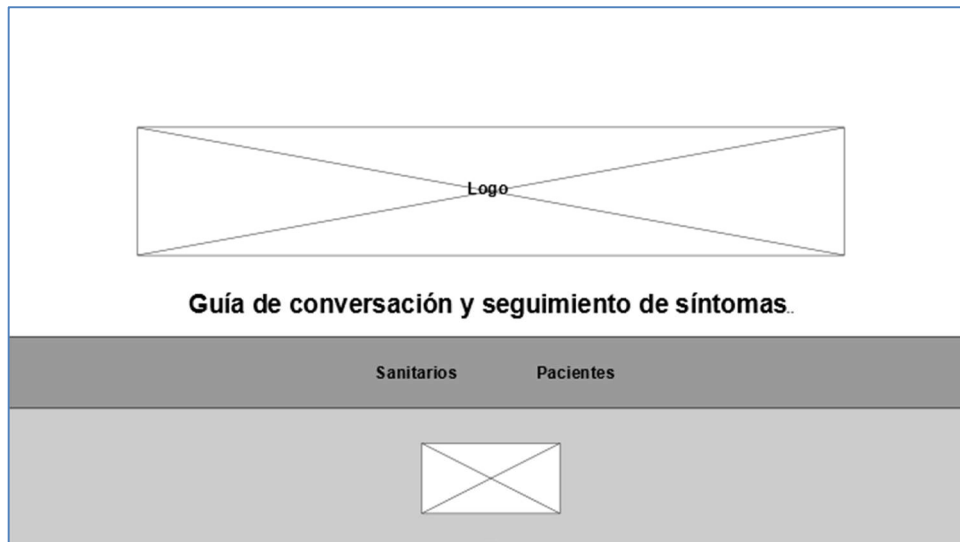 Logo
Guía de conversación y seguimiento de síntomas..
Sanitarios Pacientes